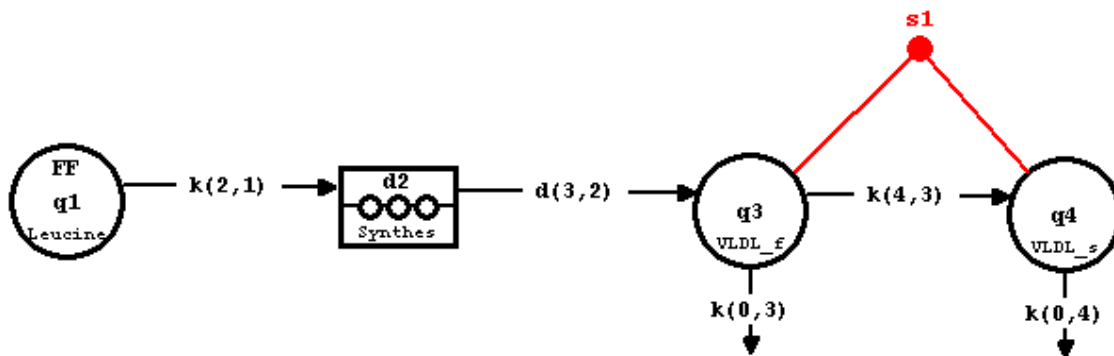 s1
FF
q1
Leucine
k(2,1)
d2
Synthes
d(3,2)
q3
VLDL_f
k(4,3)
q4
VLDL_s
k(0,3)
k(0,4)